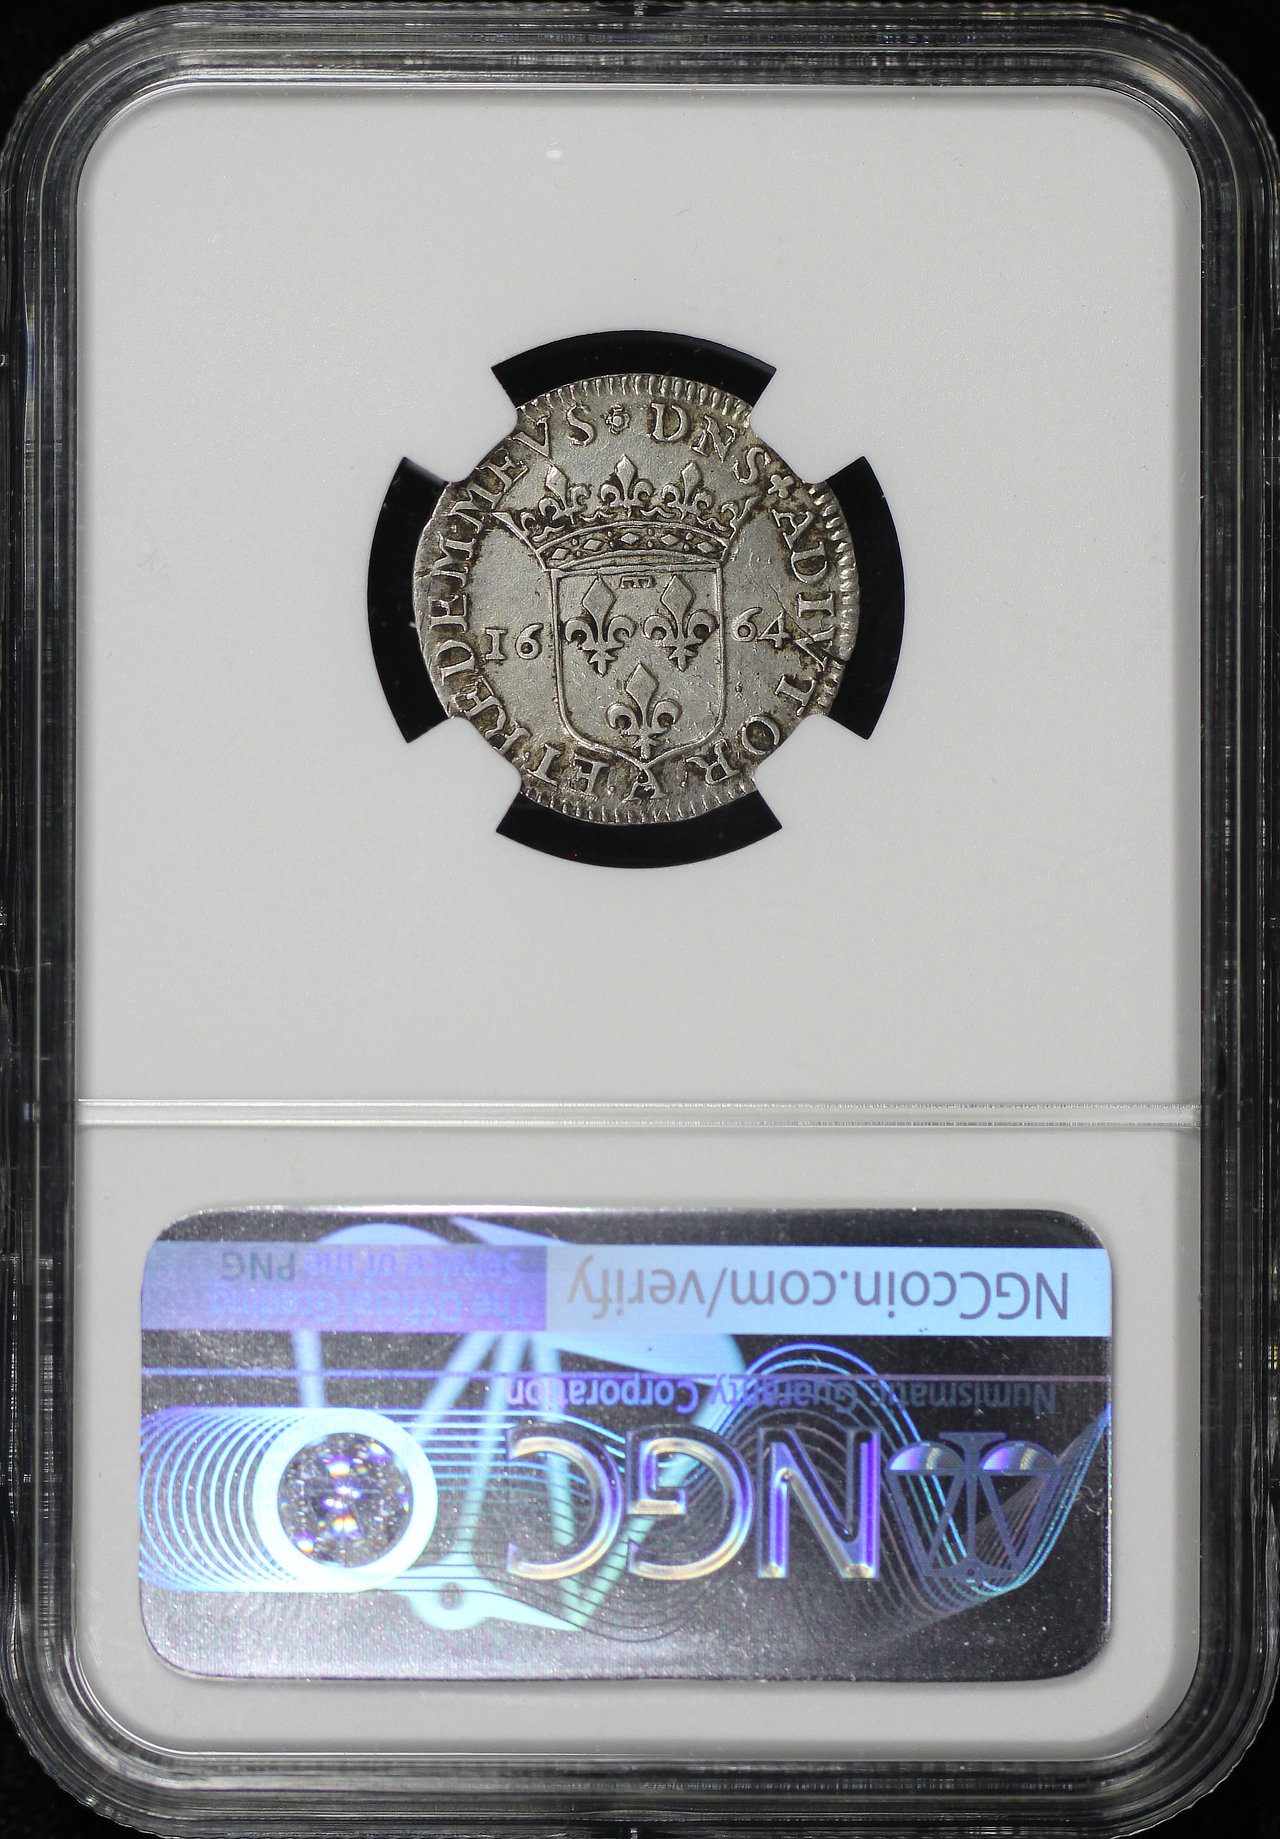 DNS ✣ ADIVTOR · ET · RÆDEM · MEVS
16 64
NGCcoin.com/verify
The Official Grading
Service of the PNG
Numismatic Guaranty Corporation
NGC